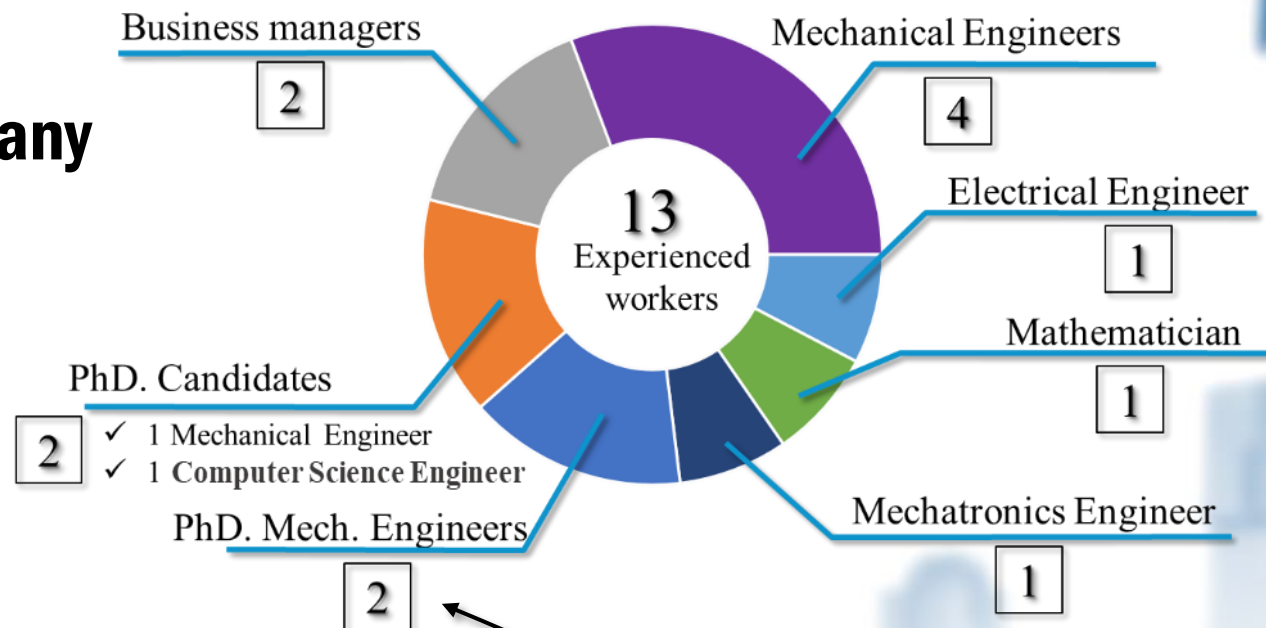 Business managers
2
any
Mechanical Engineers
4
Electrical Engineer
1
13
Experienced
workers
Mathematician
1
PhD. Candidates
2
✓ 1 Mechanical Engineer
✓ 1 Computer Science Engineer
PhD. Mech. Engineers
2
Mechatronics Engineer
1